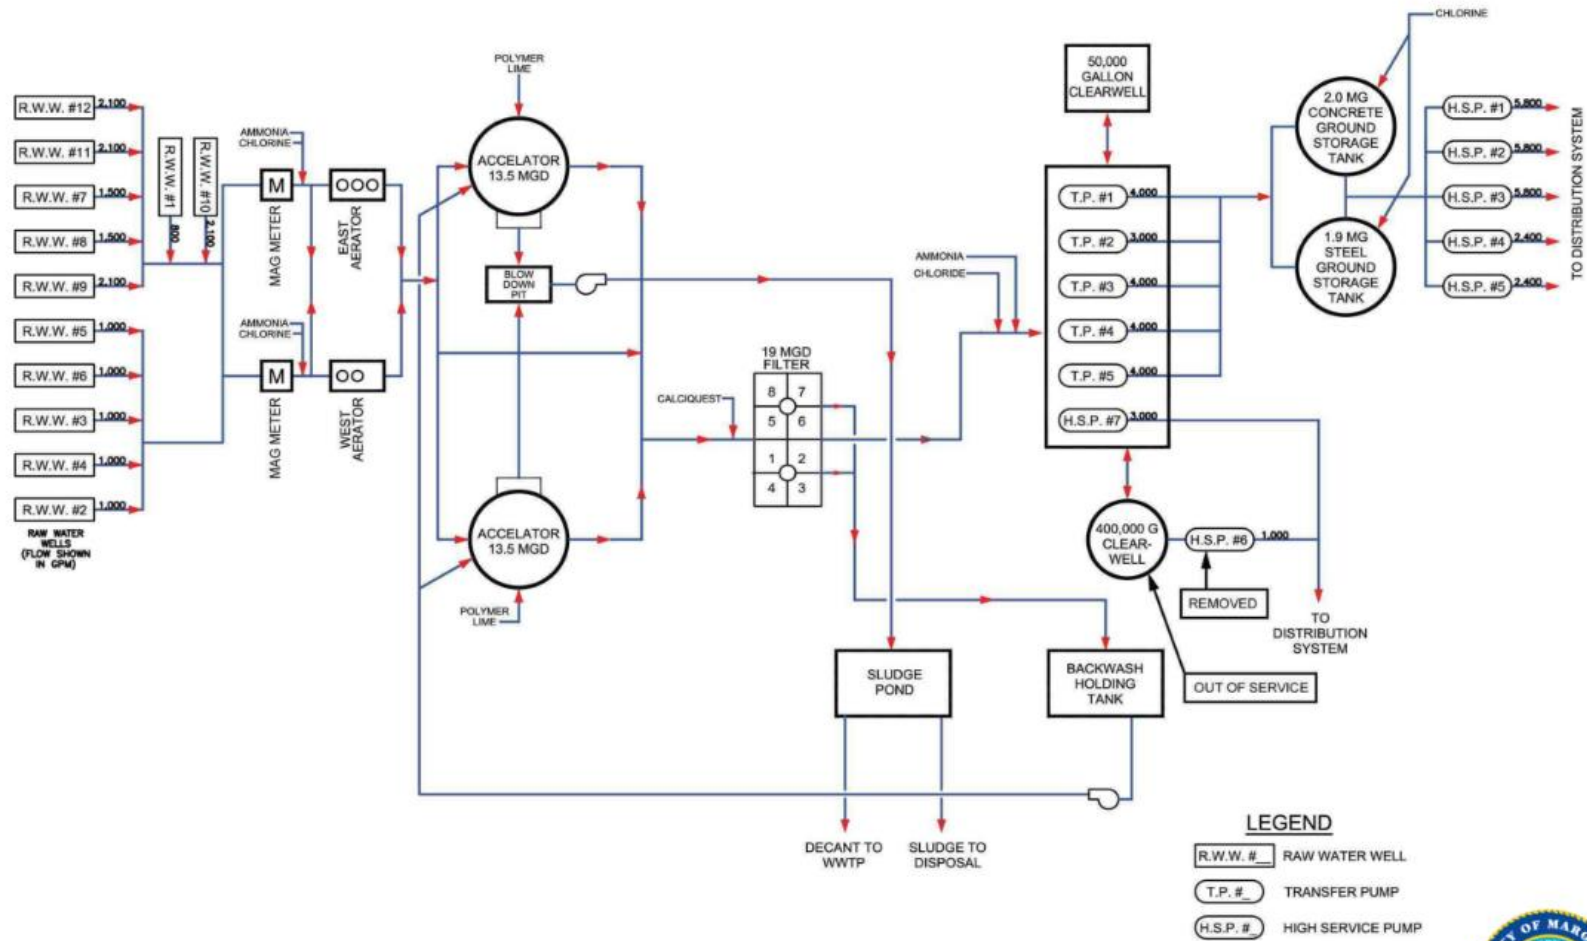 CHLORINE
POLYMER
LIME
50,000
GALLON
CLEARWELL
R.W.W. #12 2,100
R.W.W. #11 2,100
R.W.W. #7 1,500
R.W.W. #8 1,500
R.W.W. #9 2,100
R.W.W. #5 1,000
R.W.W. #6 1,000
R.W.W. #3 1,000
R.W.W. #4 1,000
R.W.W. #2 1,000
RAW WATER
WELLS
(FLOW SHOWN
IN GPM)
R.W.W. #1 800
R.W.W. #10 2,100
AMMONIA
CHLORINE
M
MAG METER
EAST
AERATOR
AMMONIA
CHLORINE
M
MAG METER
WEST
AERATOR
ACCELATOR
13.5 MGD
BLOW
DOWN
PIT
ACCELATOR
13.5 MGD
POLYMER
LIME
CALCIQUEST
19 MGD
FILTER
8 7
5 6
1 2
4 3
AMMONIA
CHLORIDE
T.P. #1 4,000
T.P. #2 3,000
T.P. #3 4,000
T.P. #4 4,000
T.P. #5 4,000
H.S.P. #7 3,000
2.0 MG
CONCRETE
GROUND
STORAGE
TANK
1.9 MG
STEEL
GROUND
STORAGE
TANK
H.S.P. #1 5,800
H.S.P. #2 5,800
H.S.P. #3 5,800
H.S.P. #4 2,400
H.S.P. #5 2,400
TO DISTRIBUTION SYSTEM
400,000 G
CLEAR-
WELL
H.S.P. #6 1,000
REMOVED
OUT OF SERVICE
TO
DISTRIBUTION
SYSTEM
SLUDGE
POND
BACKWASH
HOLDING
TANK
DECANT TO
WWTP
SLUDGE TO
DISPOSAL
LEGEND
R.W.W. #__ RAW WATER WELL
T.P. #_ TRANSFER PUMP
H.S.P. #_ HIGH SERVICE PUMP
OF MARG